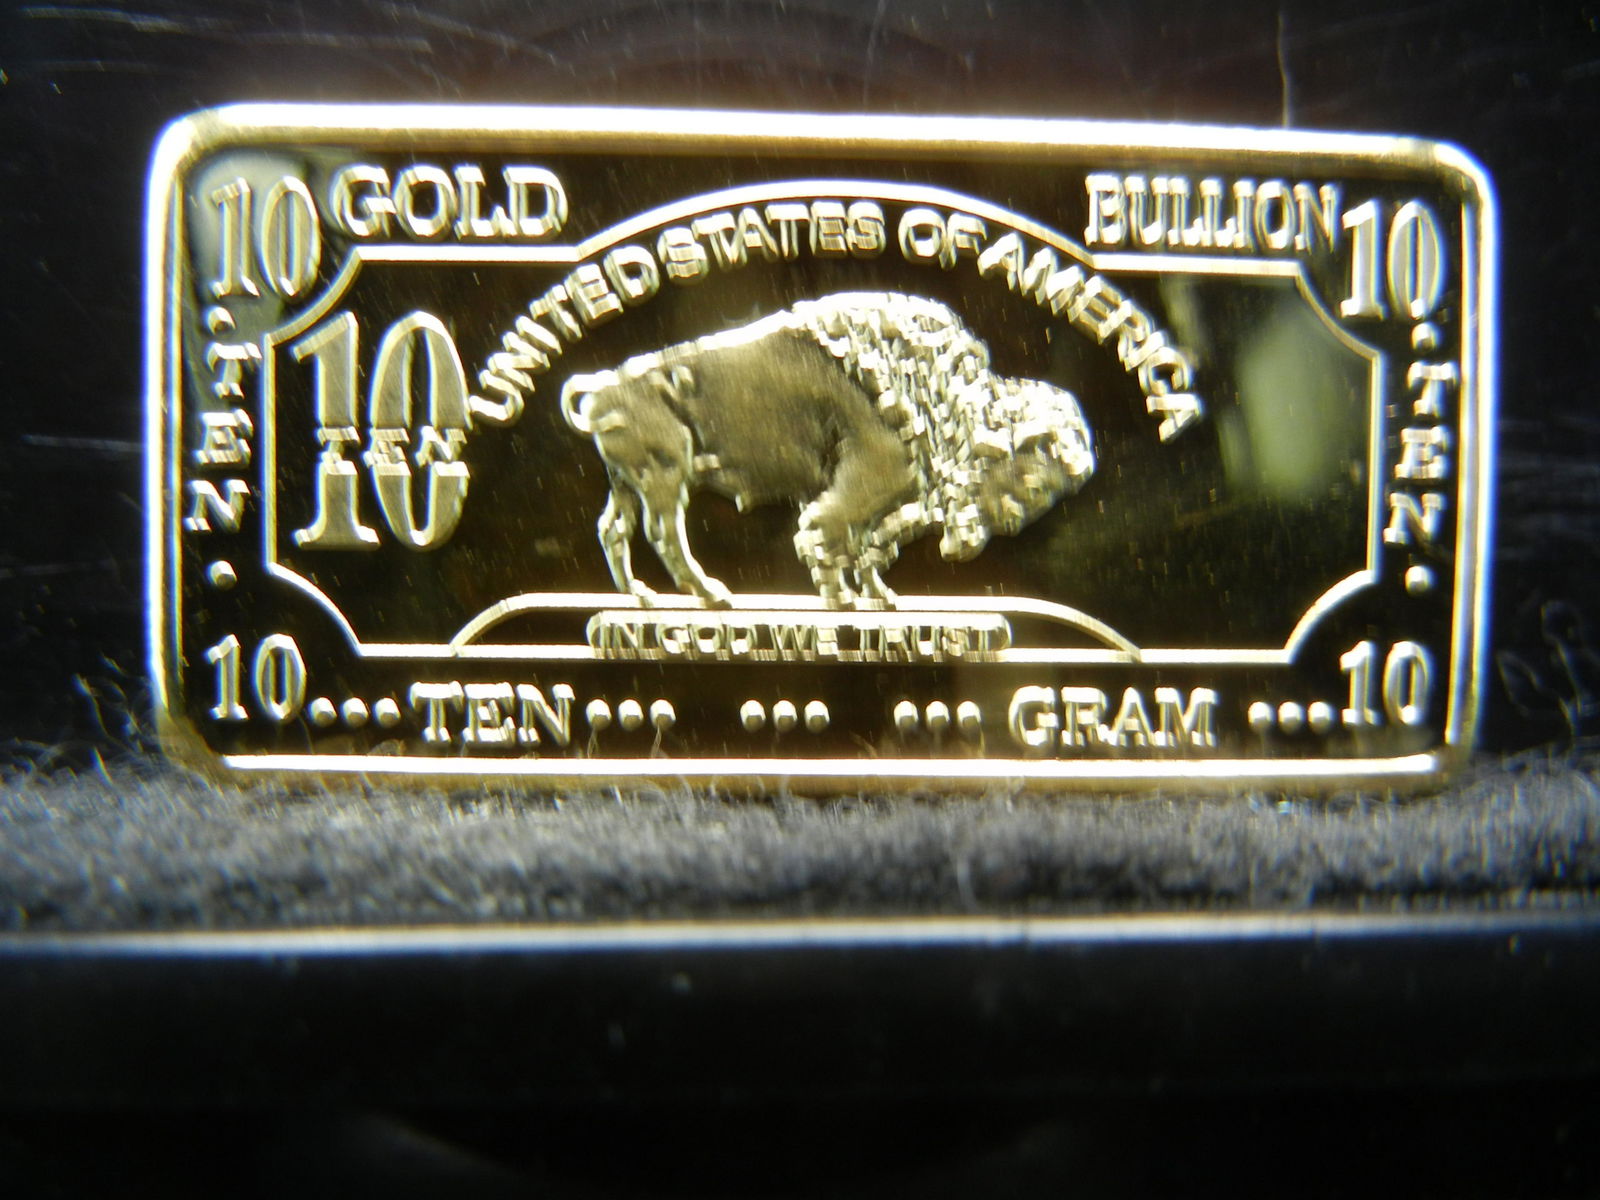 10 GOLD BULLION 10
UNITED STATES OF AMERICA
• TEN •
10
TEN
• TEN •
IN GOD WE TRUST
10 ••• TEN ••• ••• ••• GRAM ••• 10